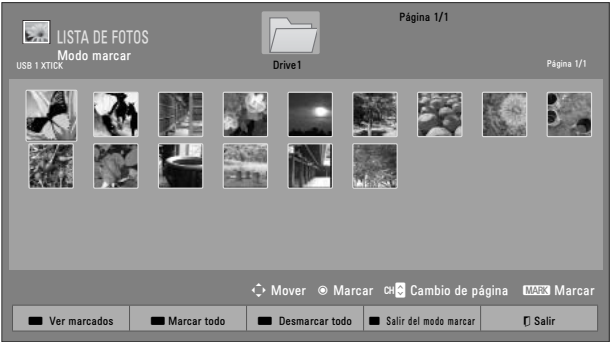 Página 1/1
LISTA DE FOTOS
Modo marcar
USB 1 XTICK
Drive1
Página 1/1
Mover Marcar CH Cambio de página MARK Marcar
Ver marcados Marcar todo Desmarcar todo Salir del modo marcar Salir